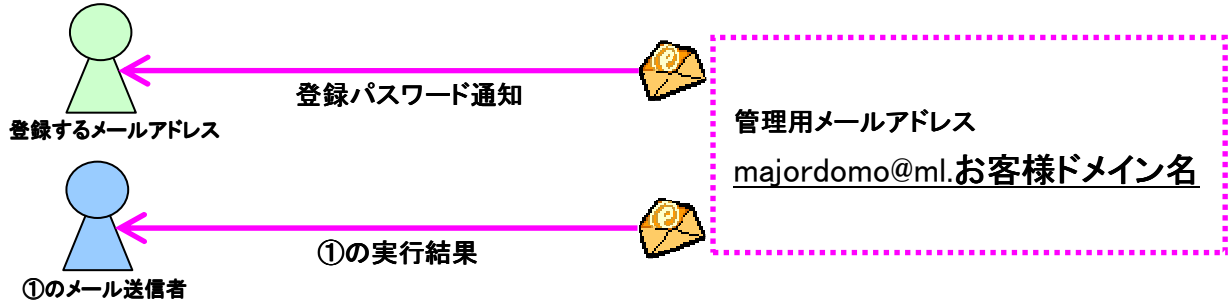 登録パスワード通知
登録するメールアドレス
管理用メールアドレス
majordomo@ml.お客様ドメイン名
①の実行結果
①のメール送信者